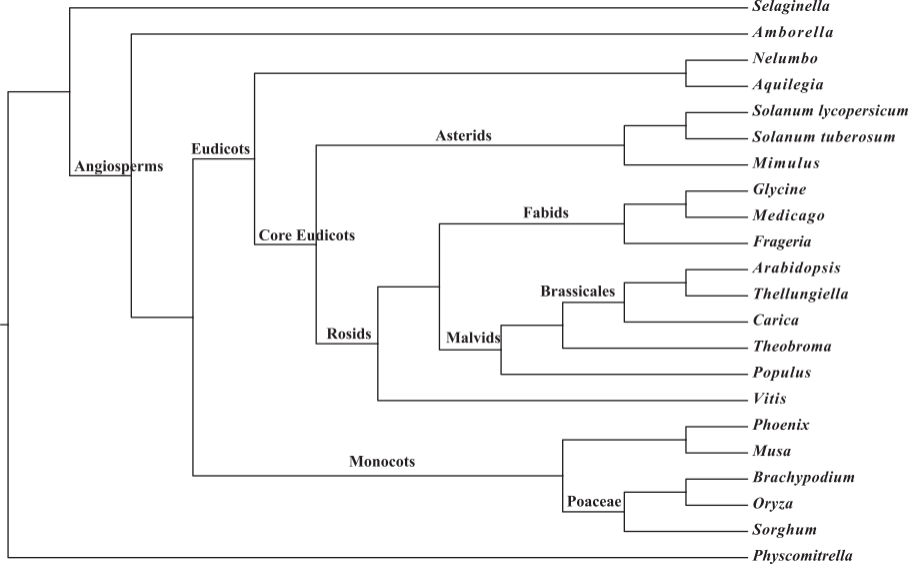 Selaginella
Amborella
Nelumbo
Aquilegia
Solanum lycopersicum
Asterids
Solanum tuberosum
Eudicots
Mimulus
Angiosperms
Glycine
Fabids
Medicago
Core Eudicots
Frageria
Arabidopsis
Brassicales
Thellungiella
Carica
Rosids
Malvids
Theobroma
Populus
Vitis
Phoenix
Musa
Monocots
Brachypodium
Poaceae
Oryza
Sorghum
Physcomitrella